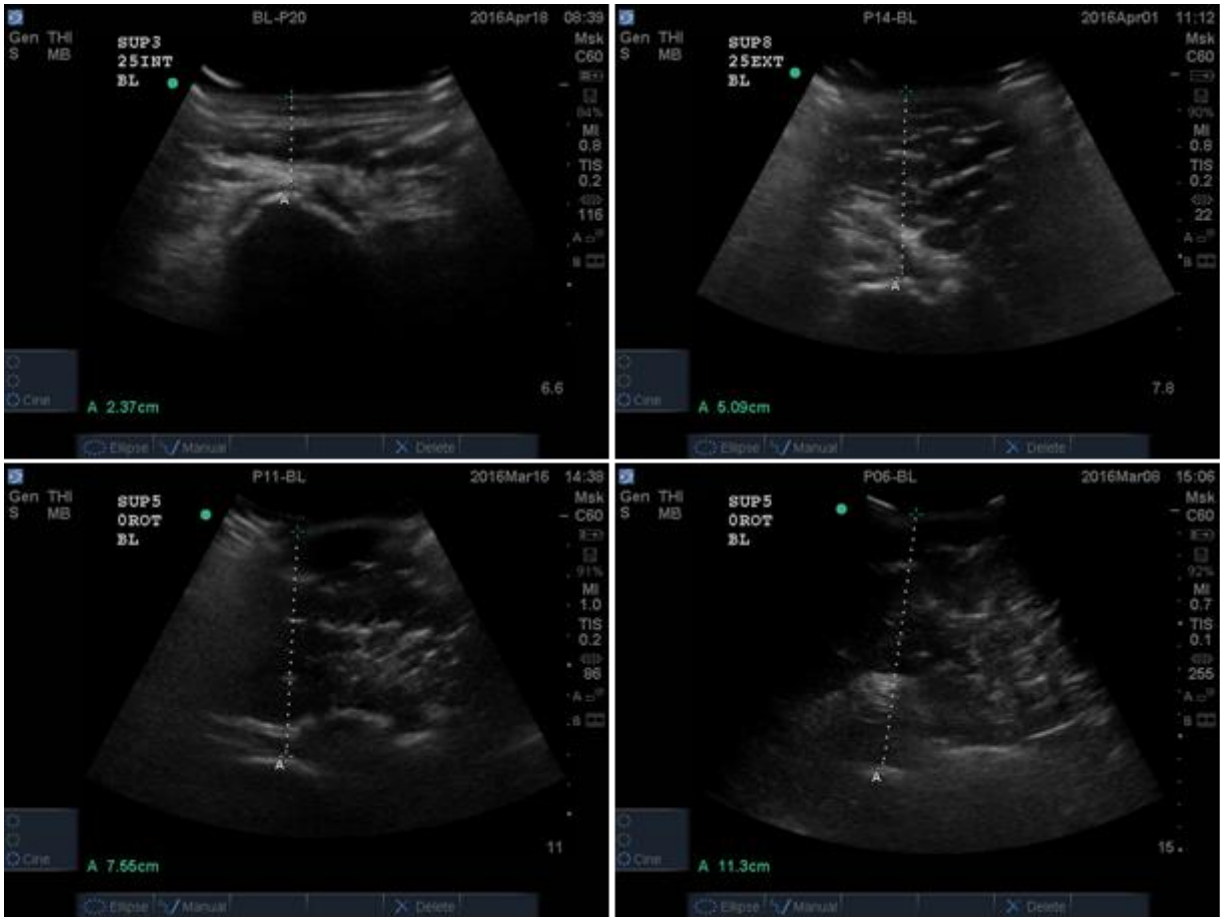 BL-P20 2016Apr18 08:39
Gen THI
S MB
SUP3
25INT
BL
Msk
C60
84%
MI
0.8
TIS
0.2
116
A
B
A
Cine
6.6
A 2.37cm
Ellipse Manual Delete
P14-BL 2016Apr01 11:12
Gen THI
S MB
SUP8
25EXT
BL
Msk
C60
90%
MI
0.8
TIS
0.2
22
A
B
A
7.8
A 5.09cm
Ellipse Manual Delete
P11-BL 2016Mar16 14:38
Gen THI
S MB
SUP5
0ROT
BL
Msk
C60
91%
MI
1.0
TIS
0.2
86
A
B
A
Cine
11
A 7.55cm
Ellipse Manual Delete
P06-BL 2016Mar08 15:06
Gen THI
S MB
SUP5
0ROT
BL
Msk
C60
92%
MI
0.7
TIS
0.1
255
A
B
A
Cine
15
A 11.3cm
Ellipse Manual Delete